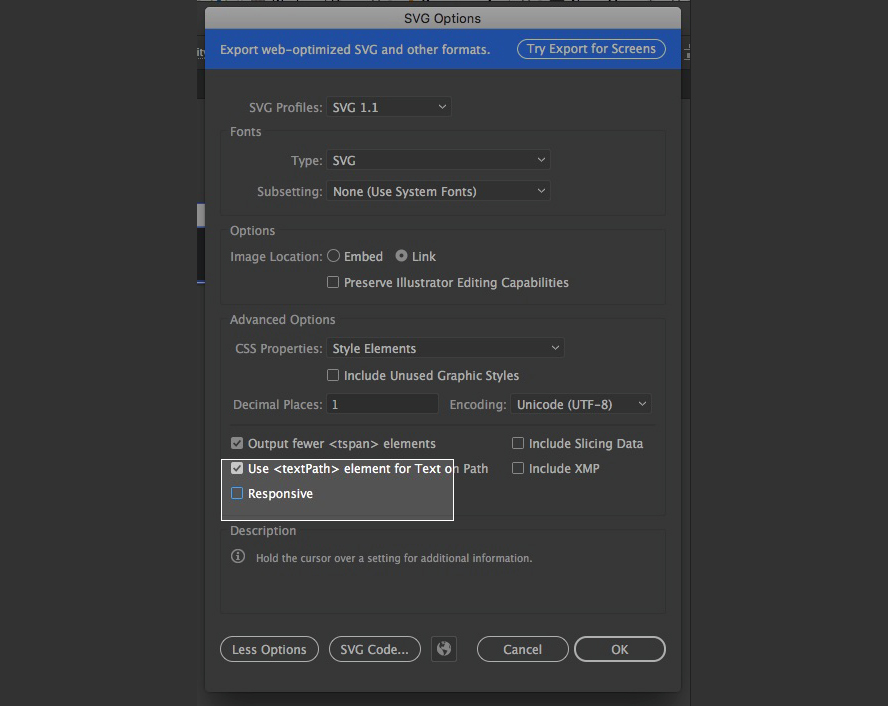 SVG Options
Export web-optimized SVG and other formats. Try Export for Screens
SVG Profiles: SVG 1.1
Fonts
Type: SVG
Subsetting: None (Use System Fonts)
Options
Image Location: Embed Link
Preserve Illustrator Editing Capabilities
Advanced Options
CSS Properties: Style Elements
Include Unused Graphic Styles
Decimal Places: 1 Encoding: Unicode (UTF-8)
Output fewer <tspan> elements Include Slicing Data
Use <textPath> element for Text on Path Include XMP
Responsive
Description
Hold the cursor over a setting for additional information.
Less Options SVG Code... Cancel OK